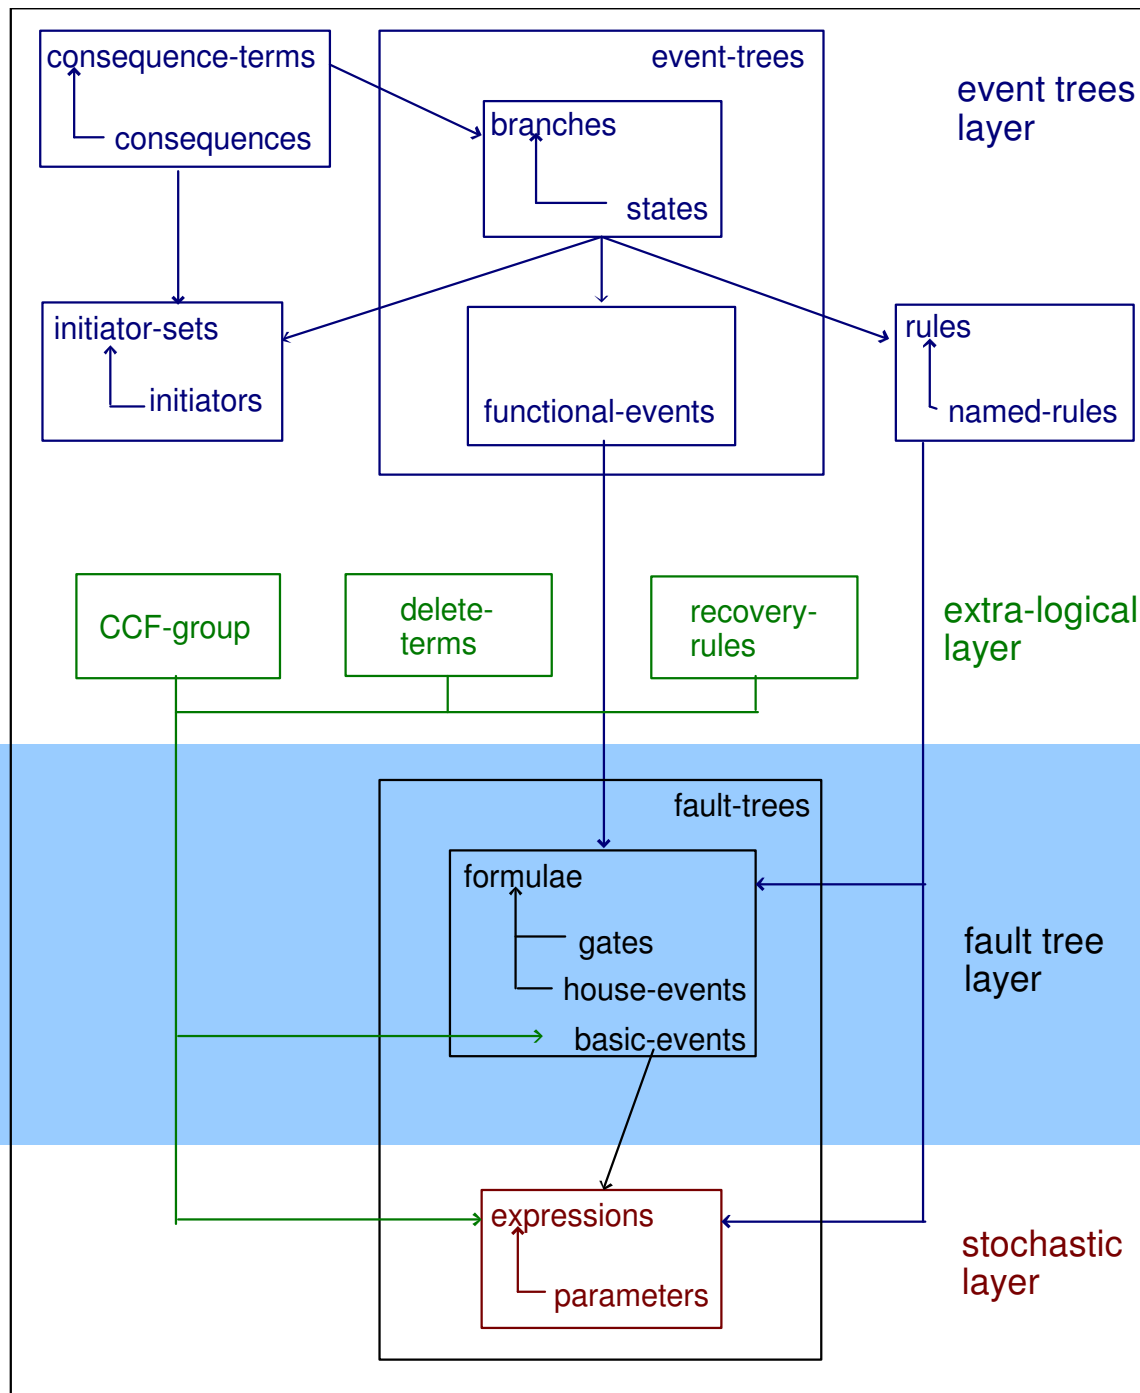 consequence-terms
consequences
event-trees
branches
states
event trees
layer
initiator-sets
initiators
functional-events
rules
named-rules
CCF-group
delete-
terms
recovery-
rules
extra-logical
layer
fault-trees
formulae
gates
house-events
basic-events
fault tree
layer
expressions
parameters
stochastic
layer